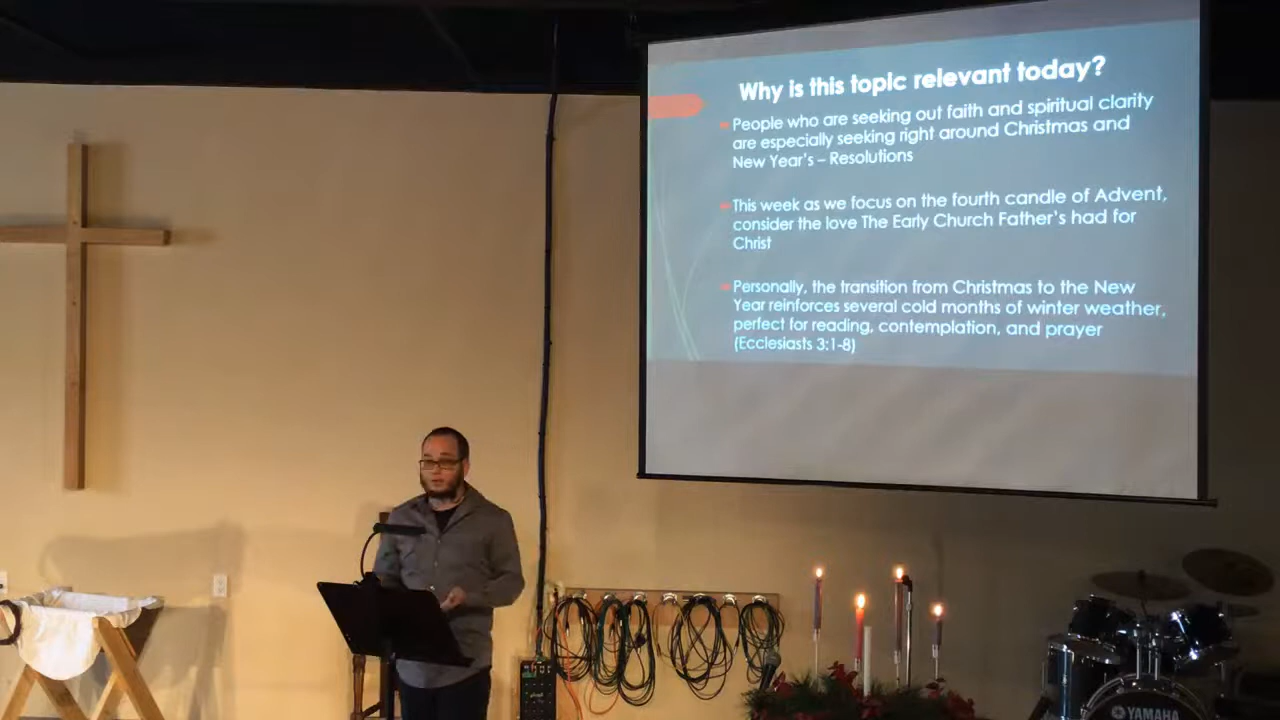 Why is this topic relevant today?
People who are seeking out faith and spiritual clarity
are especially seeking right around Christmas and
New Year's – Resolutions
This week as we focus on the fourth candle of Advent,
consider the love The Early Church Father's had for
Christ
Personally, the transition from Christmas to the New
Year reinforces several cold months of winter weather,
perfect for reading, contemplation, and prayer
(Ecclesiasts 3:1-8)
YAMAHA